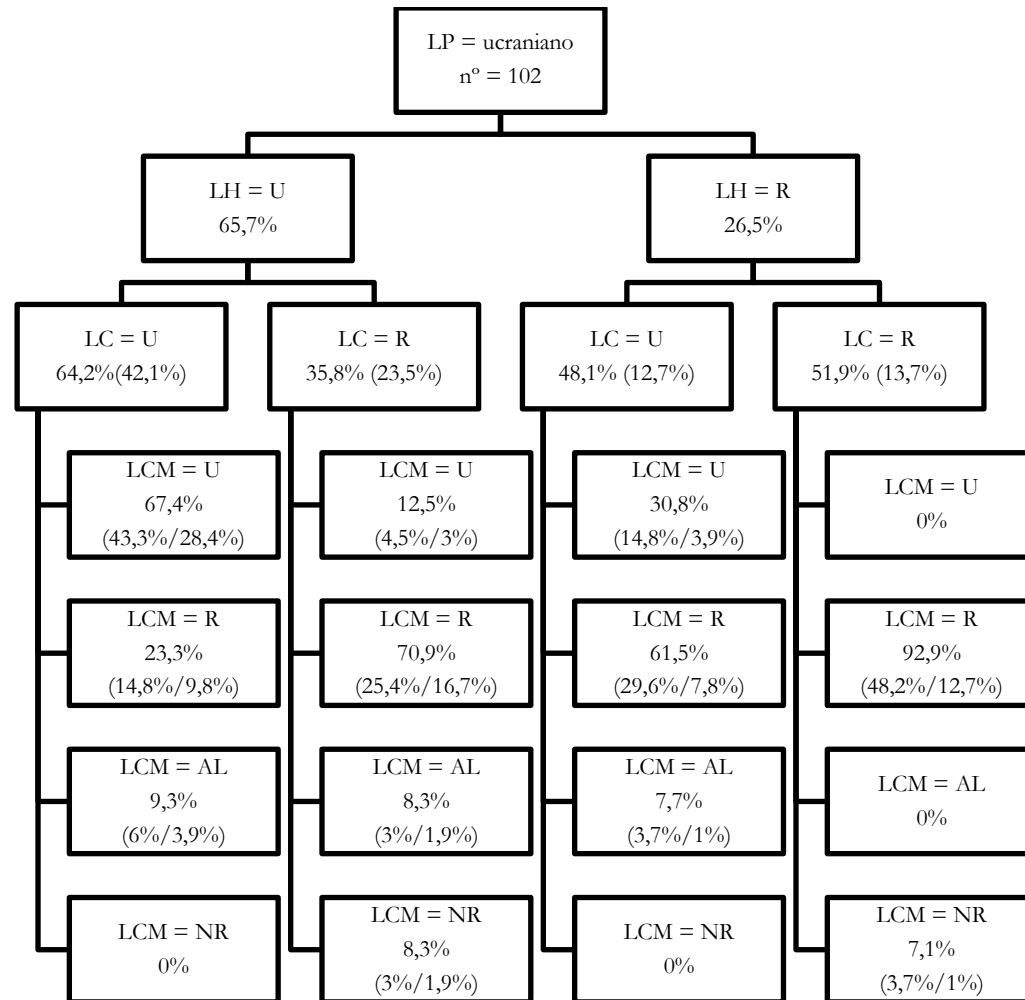 LP = ucraniano
nº = 102
LH = U
65,7%
LH = R
26,5%
LC = U
64,2%(42,1%)
LC = R
35,8% (23,5%)
LC = U
48,1% (12,7%)
LC = R
51,9% (13,7%)
LCM = U
67,4%
(43,3%/28,4%)
LCM = U
12,5%
(4,5%/3%)
LCM = U
30,8%
(14,8%/3,9%)
LCM = U
0%
LCM = R
23,3%
(14,8%/9,8%)
LCM = R
70,9%
(25,4%/16,7%)
LCM = R
61,5%
(29,6%/7,8%)
LCM = R
92,9%
(48,2%/12,7%)
LCM = AL
9,3%
(6%/3,9%)
LCM = AL
8,3%
(3%/1,9%)
LCM = AL
7,7%
(3,7%/1%)
LCM = AL
0%
LCM = NR
0%
LCM = NR
8,3%
(3%/1,9%)
LCM = NR
0%
LCM = NR
7,1%
(3,7%/1%)